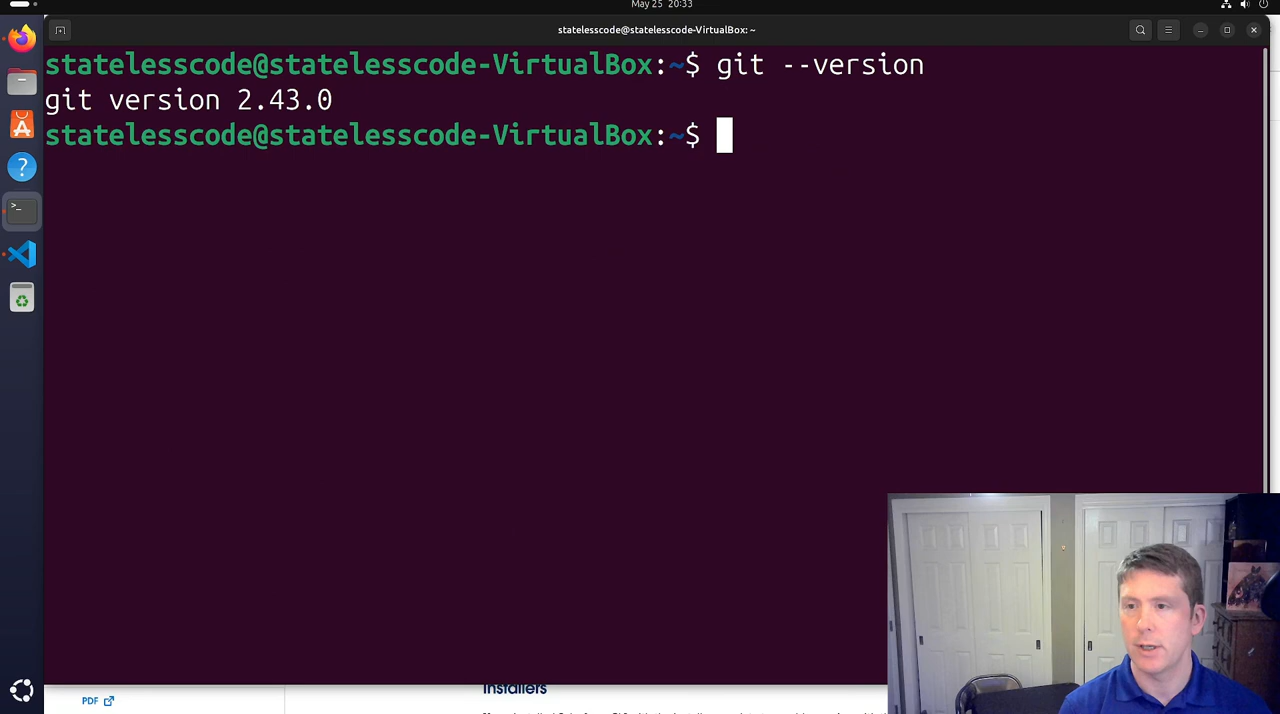 May 25 20:33
statelesscode@statelesscode-VirtualBox: ~
statelesscode@statelesscode-VirtualBox:~$ git --version
git version 2.43.0
statelesscode@statelesscode-VirtualBox:~$
Installers
PDF